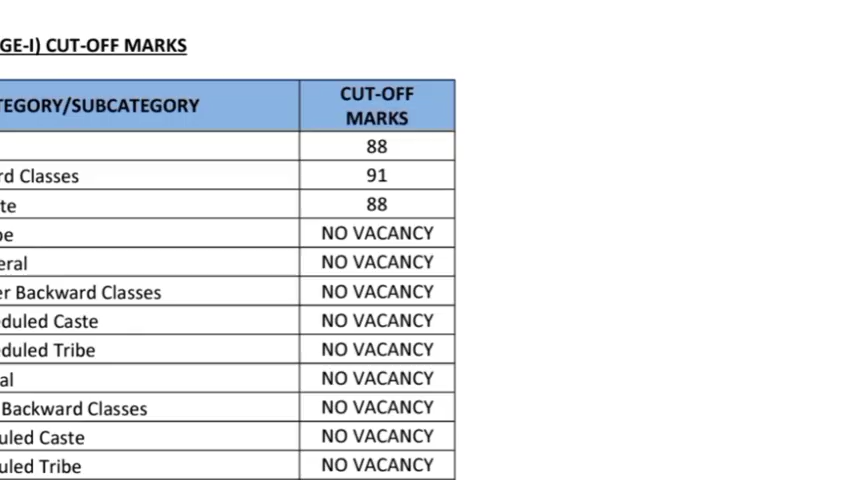 GE-I) CUT-OFF MARKS
TEGORY/SUBCATEGORY CUT-OFF MARKS
88
rd Classes 91
te 88
be NO VACANCY
eral NO VACANCY
er Backward Classes NO VACANCY
eduled Caste NO VACANCY
eduled Tribe NO VACANCY
al NO VACANCY
Backward Classes NO VACANCY
uled Caste NO VACANCY
uled Tribe NO VACANCY